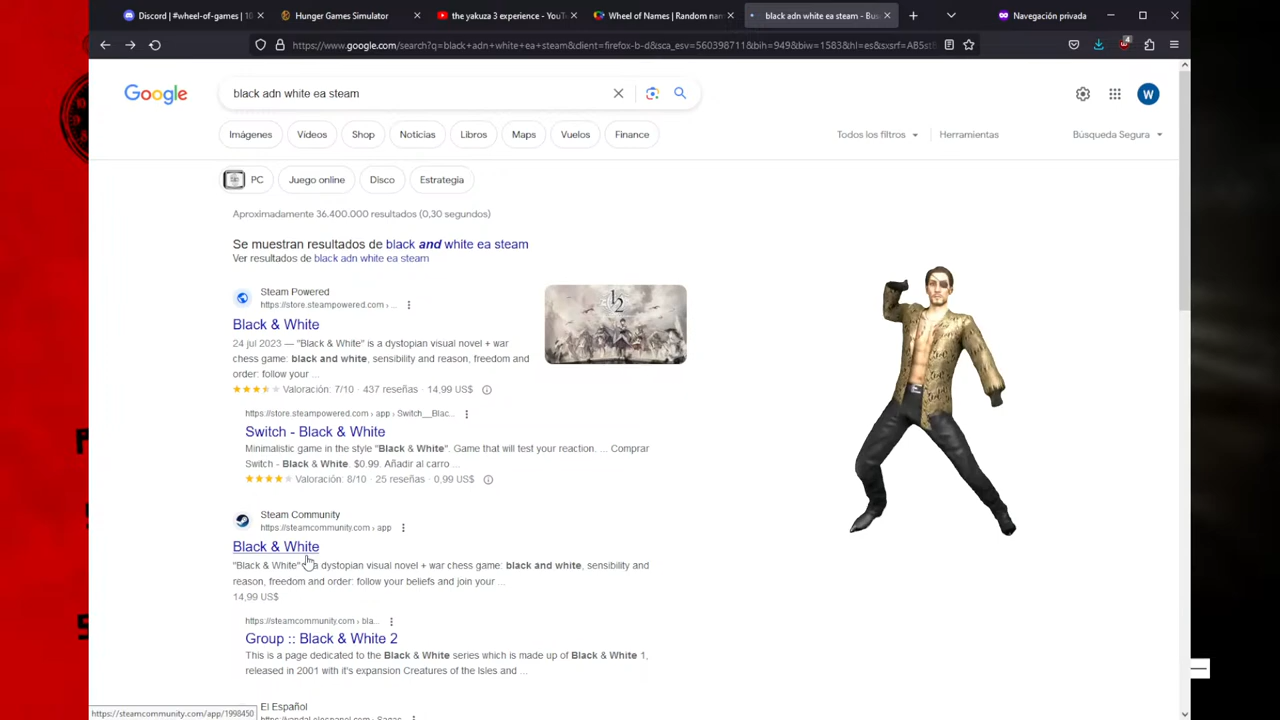 Discord | #wheel-of-games | 10
Hunger Games Simulator
the yakuza 3 experience - YouT
Wheel of Names | Random na
black adn white ea steam - Bus
Navegación privada
https://www.google.com/search?q=black+adn+white+ea+steam&client=firefox-b-d&sca_esv=560398711&bih=949&biw=1583&hl=es&sxsrf=AB5st
4
Google
black adn white ea steam
W
Imágenes
Vídeos
Shop
Noticias
Libros
Maps
Vuelos
Finance
Todos los filtros
Herramientas
Búsqueda Segura
PC
Juego online
Disco
Estrategia
Aproximadamente 36.400.000 resultados (0,30 segundos)
Se muestran resultados de black and white ea steam
Ver resultados de black adn white ea steam
Steam Powered
https://store.steampowered.com › ...
Black & White
24 jul 2023 — "Black & White" is a dystopian visual novel + war
chess game: black and white, sensibility and reason, freedom and
order: follow your ...
Valoración: 7/10 · 437 reseñas · 14,99 US$
https://store.steampowered.com › app › Switch__Blac...
Switch - Black & White
Minimalistic game in the style "Black & White". Game that will test your reaction. ... Comprar
Switch - Black & White. $0.99. Añadir al carro ...
Valoración: 8/10 · 25 reseñas · 0,99 US$
Steam Community
https://steamcommunity.com › app
Black & White
"Black & White" a dystopian visual novel + war chess game: black and white, sensibility and
reason, freedom and order: follow your beliefs and join your ...
14,99 US$
https://steamcommunity.com › bla...
Group :: Black & White 2
This is a page dedicated to the Black & White series which is made up of Black & White 1,
released in 2001 with it's expansion Creatures of the Isles and ...
El Español
https://steamcommunity.com/app/1998450